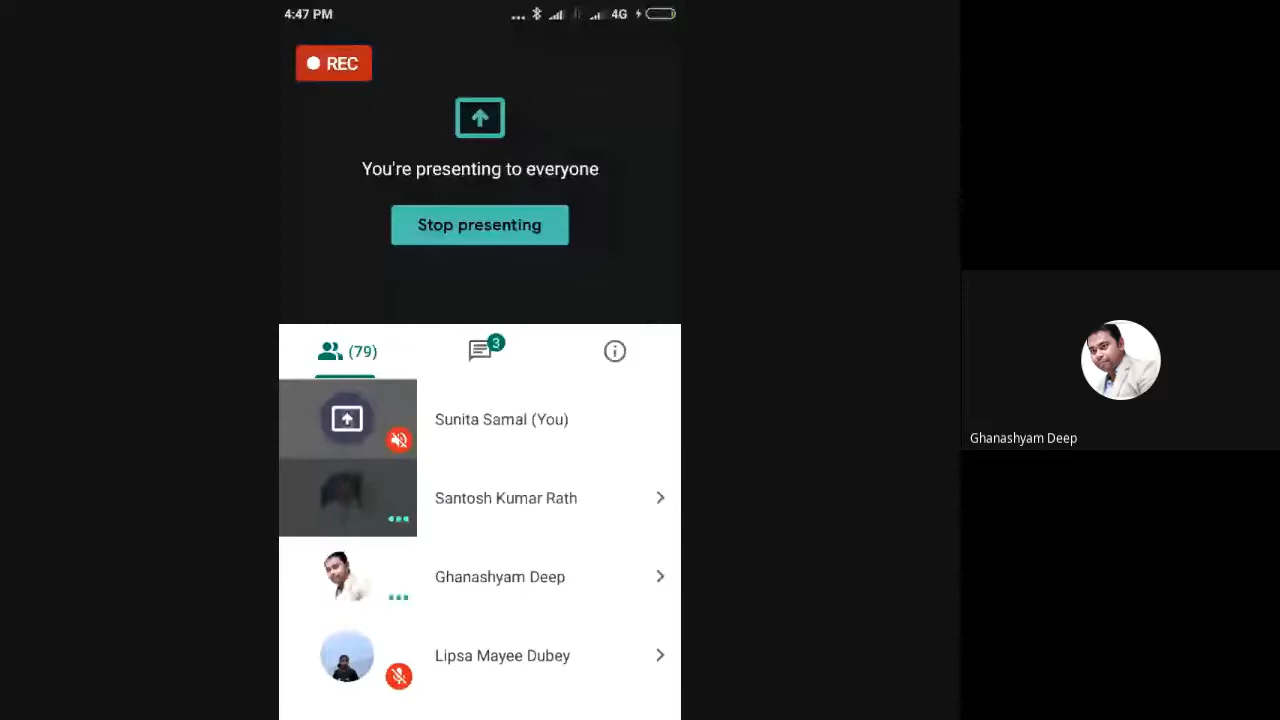 4:47 PM
4G
REC
You're presenting to everyone
Stop presenting
(79)
3
Sunita Samal (You)
Santosh Kumar Rath
Ghanashyam Deep
Lipsa Mayee Dubey
Ghanashyam Deep